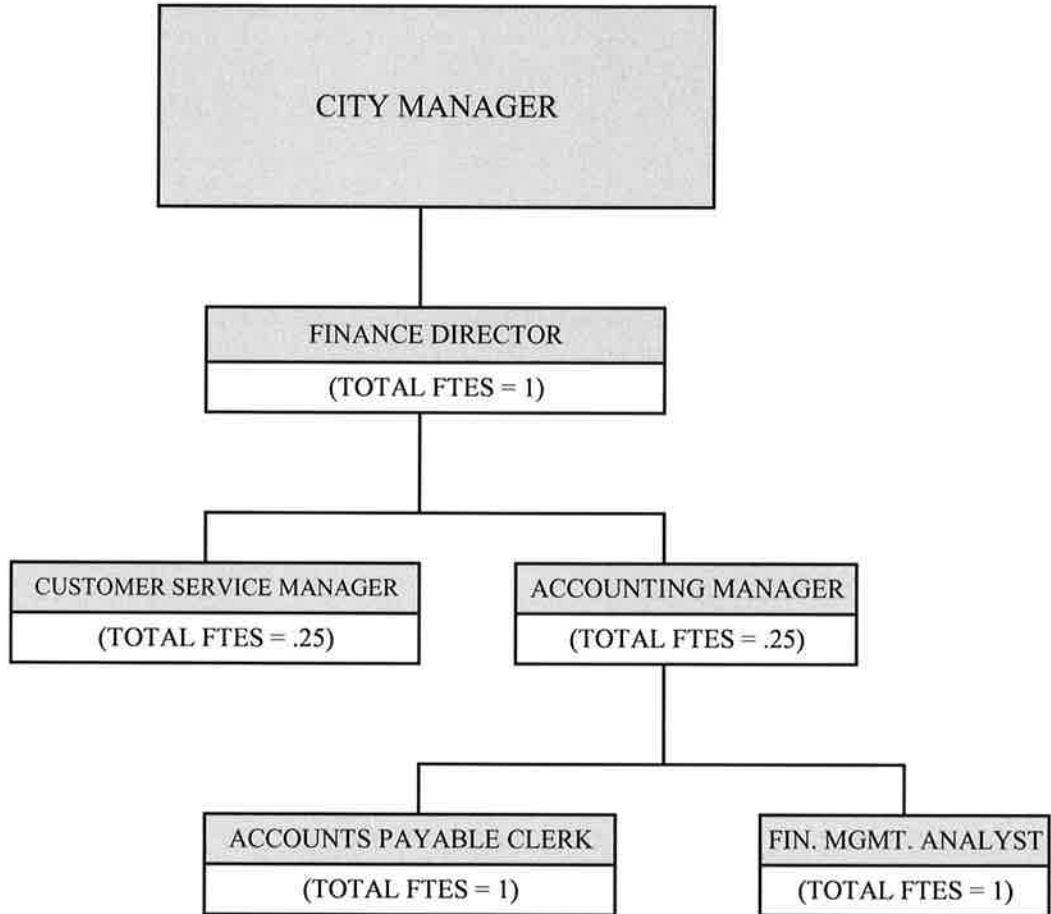 CITY MANAGER
FINANCE DIRECTOR
(TOTAL FTES = 1)
CUSTOMER SERVICE MANAGER
(TOTAL FTES = .25)
ACCOUNTING MANAGER
(TOTAL FTES = .25)
ACCOUNTS PAYABLE CLERK
(TOTAL FTES = 1)
FIN. MGMT. ANALYST
(TOTAL FTES = 1)